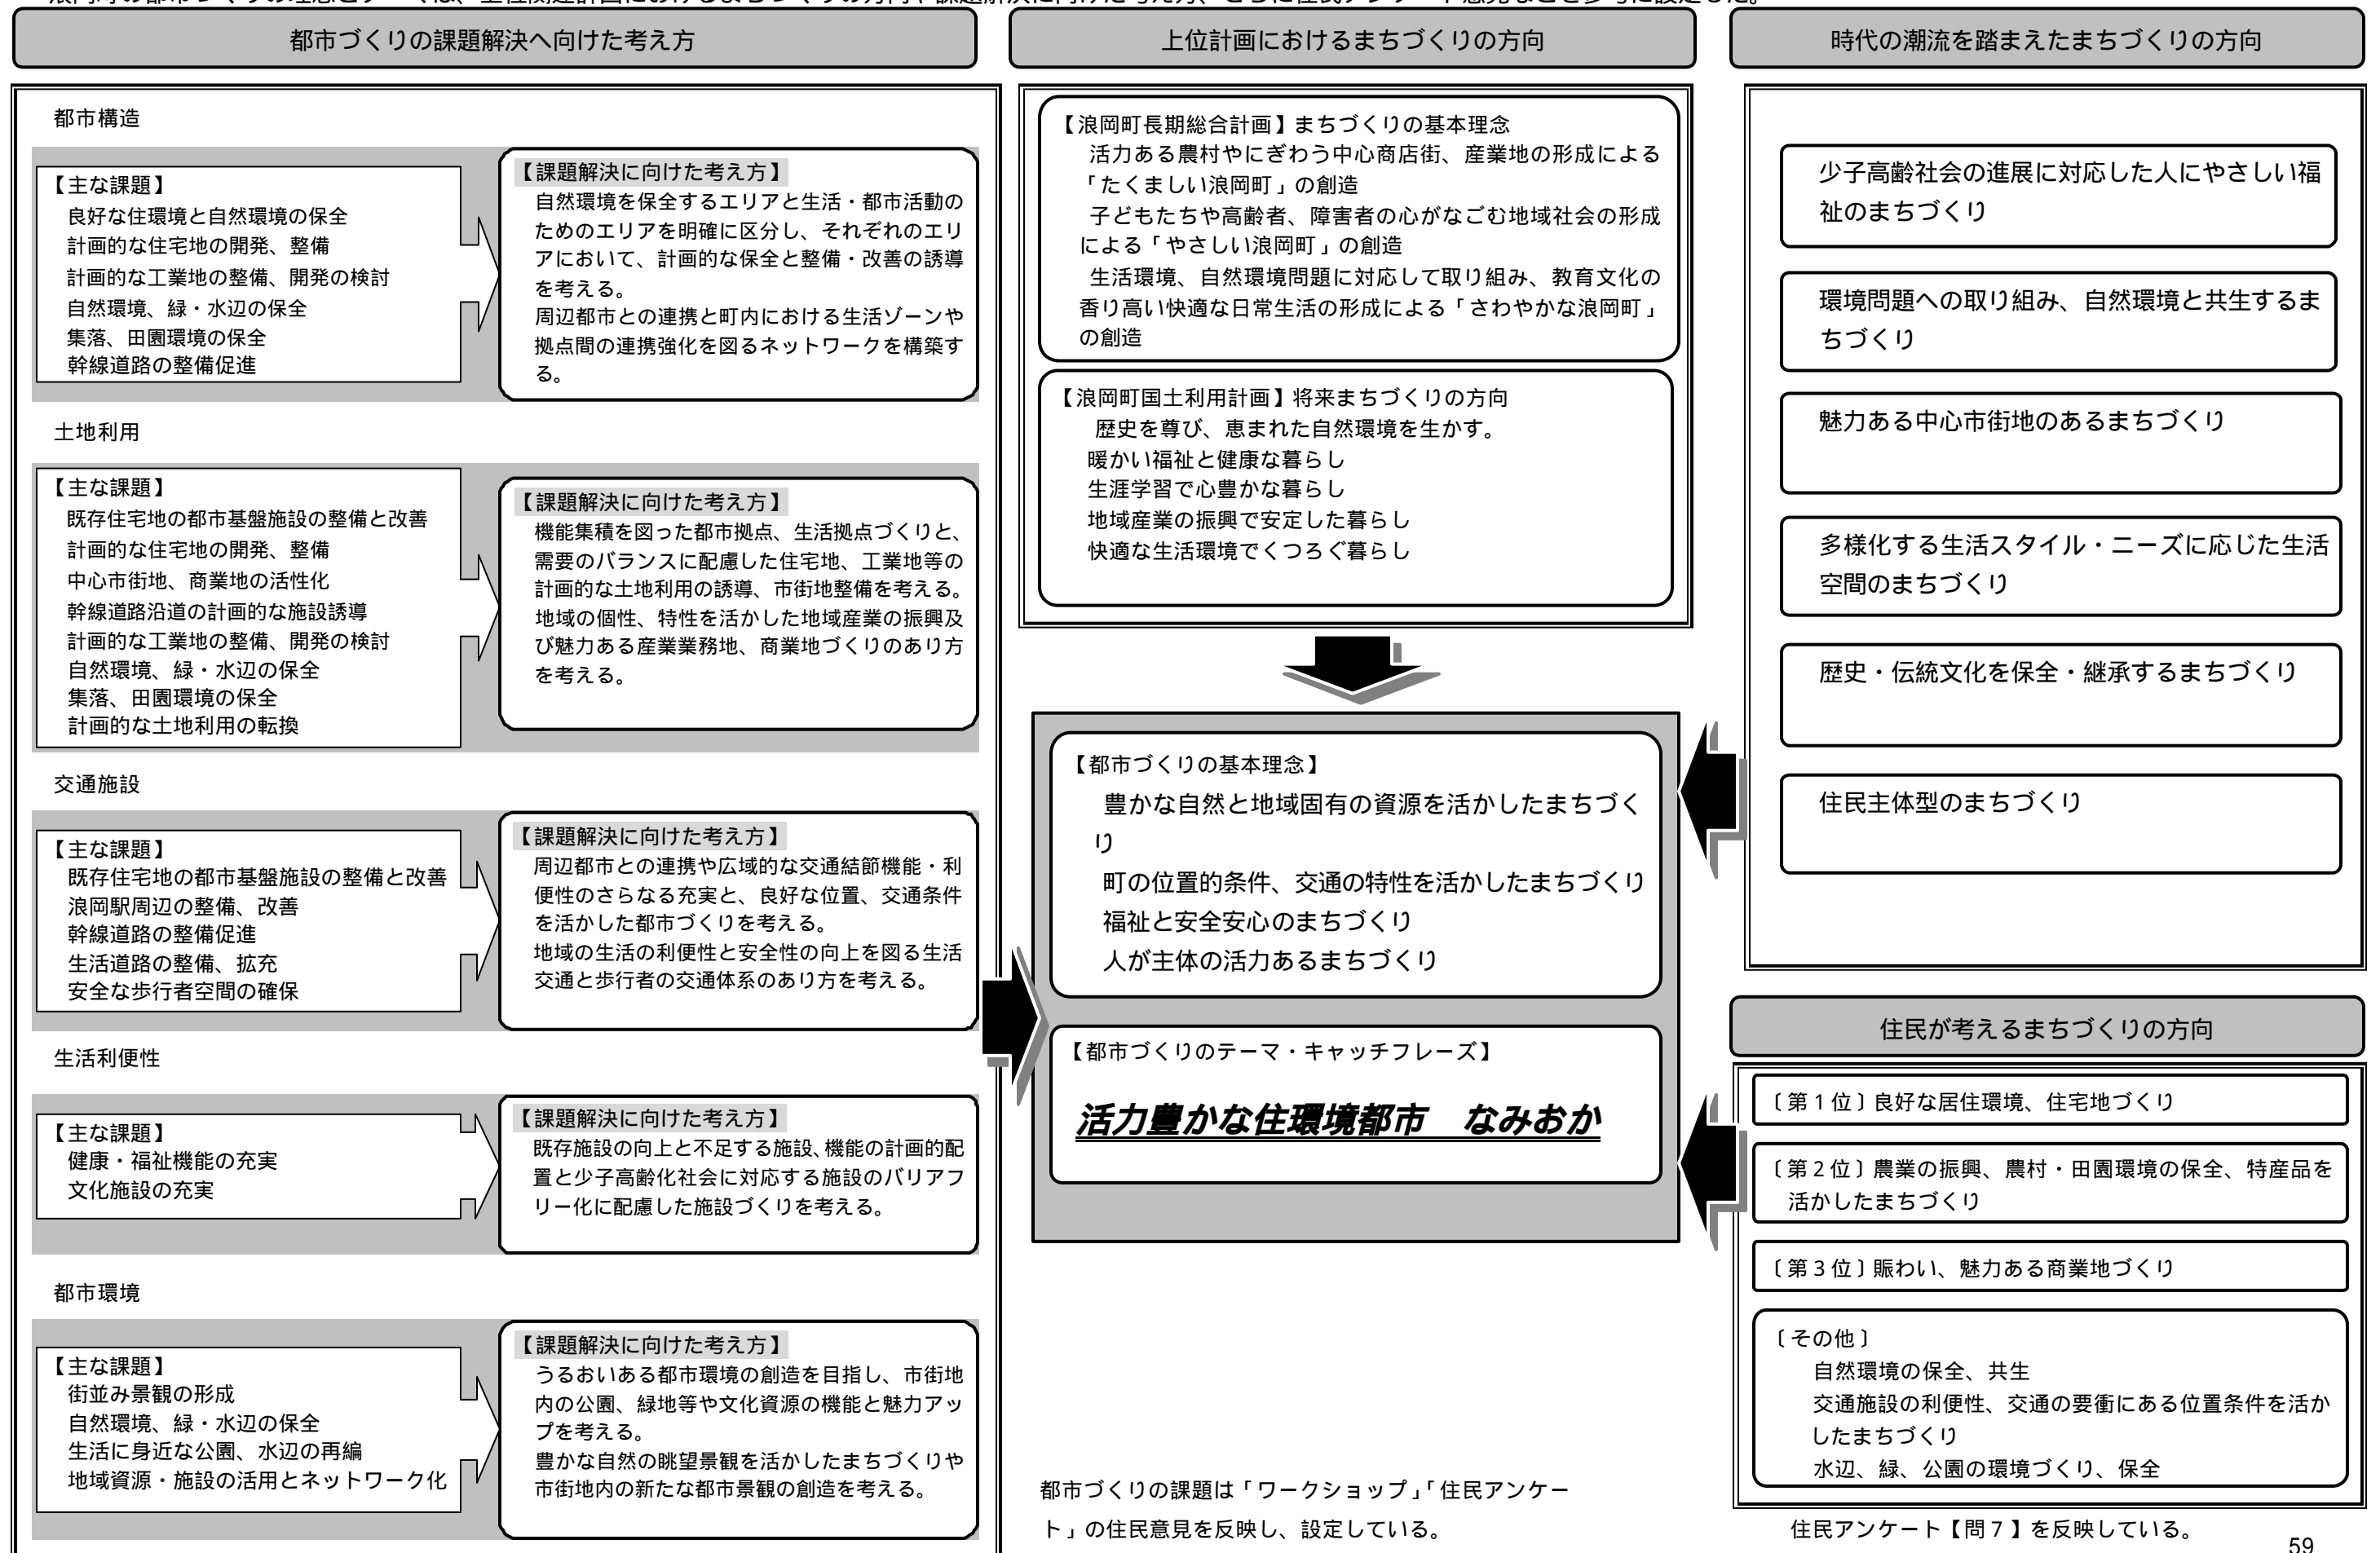 都市づくりの課題解決へ向けた考え方
都市構造
【主な課題】
良好な住環境と自然環境の保全
計画的な住宅地の開発、整備
計画的な工業地の整備、開発の検討
自然環境、緑・水辺の保全
集落、田園環境の保全
幹線道路の整備促進
【課題解決に向けた考え方】
自然環境を保全するエリアと生活・都市活動の
ためのエリアを明確に区分し、それぞれのエリ
アにおいて、計画的な保全と整備・改善の誘導
を考える。
周辺都市との連携と町内における生活ゾーンや
拠点間の連携強化を図るネットワークを構築す
る。
土地利用
【主な課題】
既存住宅地の都市基盤施設の整備と改善
計画的な住宅地の開発、整備
中心市街地、商業地の活性化
幹線道路沿道の計画的な施設誘導
計画的な工業地の整備、開発の検討
自然環境、緑・水辺の保全
集落、田園環境の保全
計画的な土地利用の転換
【課題解決に向けた考え方】
機能集積を図った都市拠点、生活拠点づくりと、
需要のバランスに配慮した住宅地、工業地等の
計画的な土地利用の誘導、市街地整備を考える。
地域の個性、特性を活かした地域産業の振興及
び魅力ある産業業務地、商業地づくりのあり方
を考える。
交通施設
【主な課題】
既存住宅地の都市基盤施設の整備と改善
浪岡駅周辺の整備、改善
幹線道路の整備促進
生活道路の整備、拡充
安全な歩行者空間の確保
【課題解決に向けた考え方】
周辺都市との連携や広域的な交通結節機能・利
便性のさらなる充実と、良好な位置、交通条件
を活かした都市づくりを考える。
地域の生活の利便性と安全性の向上を図る生活
交通と歩行者の交通体系のあり方を考える。
生活利便性
【主な課題】
健康・福祉機能の充実
文化施設の充実
【課題解決に向けた考え方】
既存施設の向上と不足する施設、機能の計画的配
置と少子高齢化社会に対応する施設のバリアフ
リー化に配慮した施設づくりを考える。
都市環境
【主な課題】
街並み景観の形成
自然環境、緑・水辺の保全
生活に身近な公園、水辺の再編
地域資源・施設の活用とネットワーク化
【課題解決に向けた考え方】
うるおいある都市環境の創造を目指し、市街地
内の公園、緑地等や文化資源の機能と魅力アッ
プを考える。
豊かな自然の眺望景観を活かしたまちづくりや
市街地内の新たな都市景観の創造を考える。
上位計画におけるまちづくりの方向
【浪岡町長期総合計画】まちづくりの基本理念
活力ある農村やにぎわう中心商店街、産業地の形成による
「たくましい浪岡町」の創造
子どもたちや高齢者、障害者の心がなごむ地域社会の形成
による「やさしい浪岡町」の創造
生活環境、自然環境問題に対応して取り組み、教育文化の
香り高い快適な日常生活の形成による「さわやかな浪岡町」
の創造
【浪岡町国土利用計画】将来まちづくりの方向
歴史を尊び、恵まれた自然環境を生かす。
暖かい福祉と健康な暮らし
生涯学習で心豊かな暮らし
地域産業の振興で安定した暮らし
快適な生活環境でくつろぐ暮らし
【都市づくりの基本理念】
豊かな自然と地域固有の資源を活かしたまちづく
り
町の位置的条件、交通の特性を活かしたまちづくり
福祉と安全安心のまちづくり
人が主体の活力あるまちづくり
【都市づくりのテーマ・キャッチフレーズ】
活力豊かな住環境都市　なみおか
都市づくりの課題は「ワークショップ」「住民アンケー
ト」の住民意見を反映し、設定している。
時代の潮流を踏まえたまちづくりの方向
少子高齢社会の進展に対応した人にやさしい福
祉のまちづくり
環境問題への取り組み、自然環境と共生するま
ちづくり
魅力ある中心市街地のあるまちづくり
多様化する生活スタイル・ニーズに応じた生活
空間のまちづくり
歴史・伝統文化を保全・継承するまちづくり
住民主体型のまちづくり
住民が考えるまちづくりの方向
〔第1位〕良好な居住環境、住宅地づくり
〔第2位〕農業の振興、農村・田園環境の保全、特産品を
活かしたまちづくり
〔第3位〕賑わい、魅力ある商業地づくり
〔その他〕
自然環境の保全、共生
交通施設の利便性、交通の要衝にある位置条件を活か
したまちづくり
水辺、緑、公園の環境づくり、保全
住民アンケート【問7】を反映している。
59